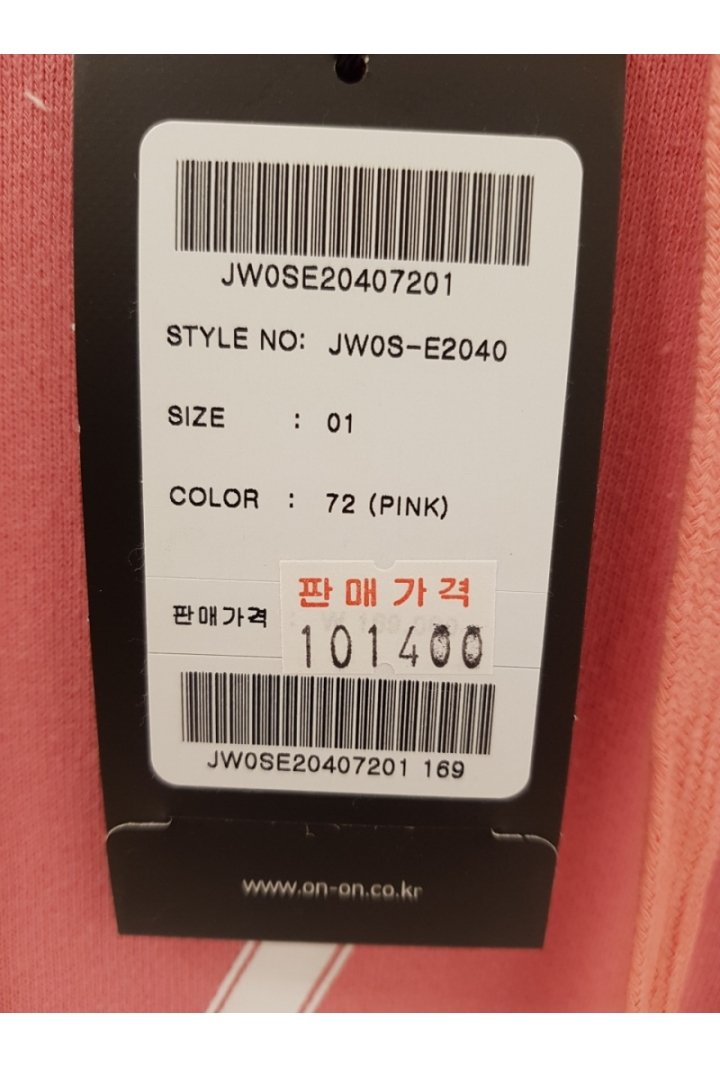 JW0SE20407201
STYLE NO: JW0S-E2040
SIZE : 01
COLOR : 72 (PINK)
판매가격
판매가격 :
101400
JW0SE20407201 169
www.on-on.co.kr